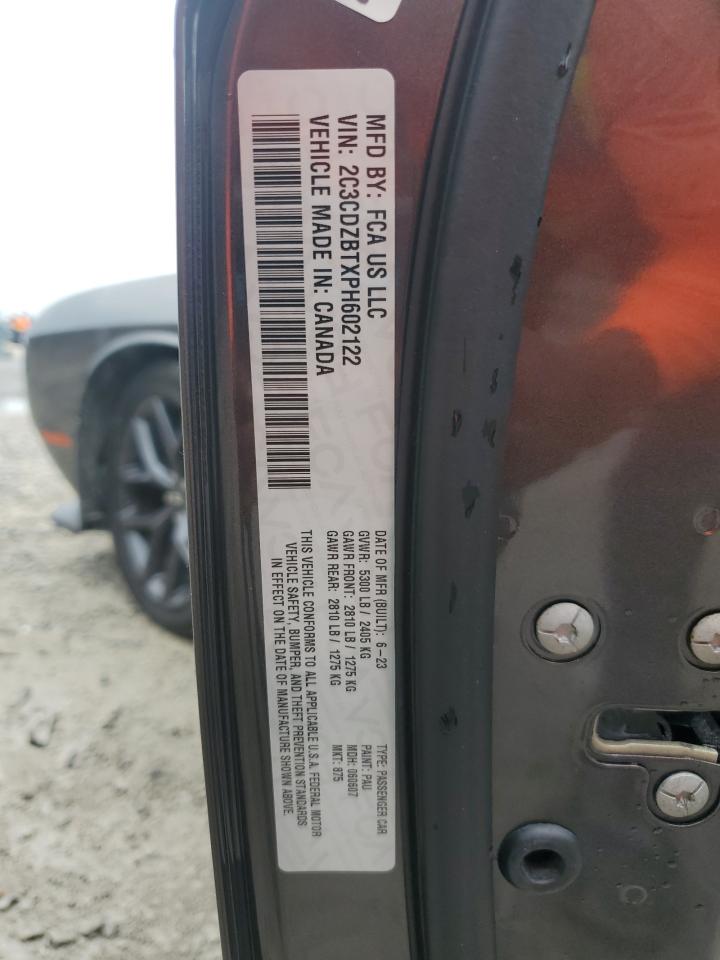 MFD BY: FCA US LLC
VIN: 2C3CDZBTXPH602122
VEHICLE MADE IN: CANADA
DATE OF MFR (BUILT): 6-23
GVWR: 5300 LB / 2405 KG
GAWR FRONT: 2810 LB / 1275 KG
GAWR REAR: 2810 LB / 1275 KG
THIS VEHICLE CONFORMS TO ALL APPLICABLE U.S.A. FEDERAL MOTOR
VEHICLE SAFETY, BUMPER, AND THEFT PREVENTION STANDARDS
IN EFFECT ON THE DATE OF MANUFACTURE SHOWN ABOVE.
TYPE: PASSENGER CAR
PAINT: PAU
MDH: 060607
MKT: 875